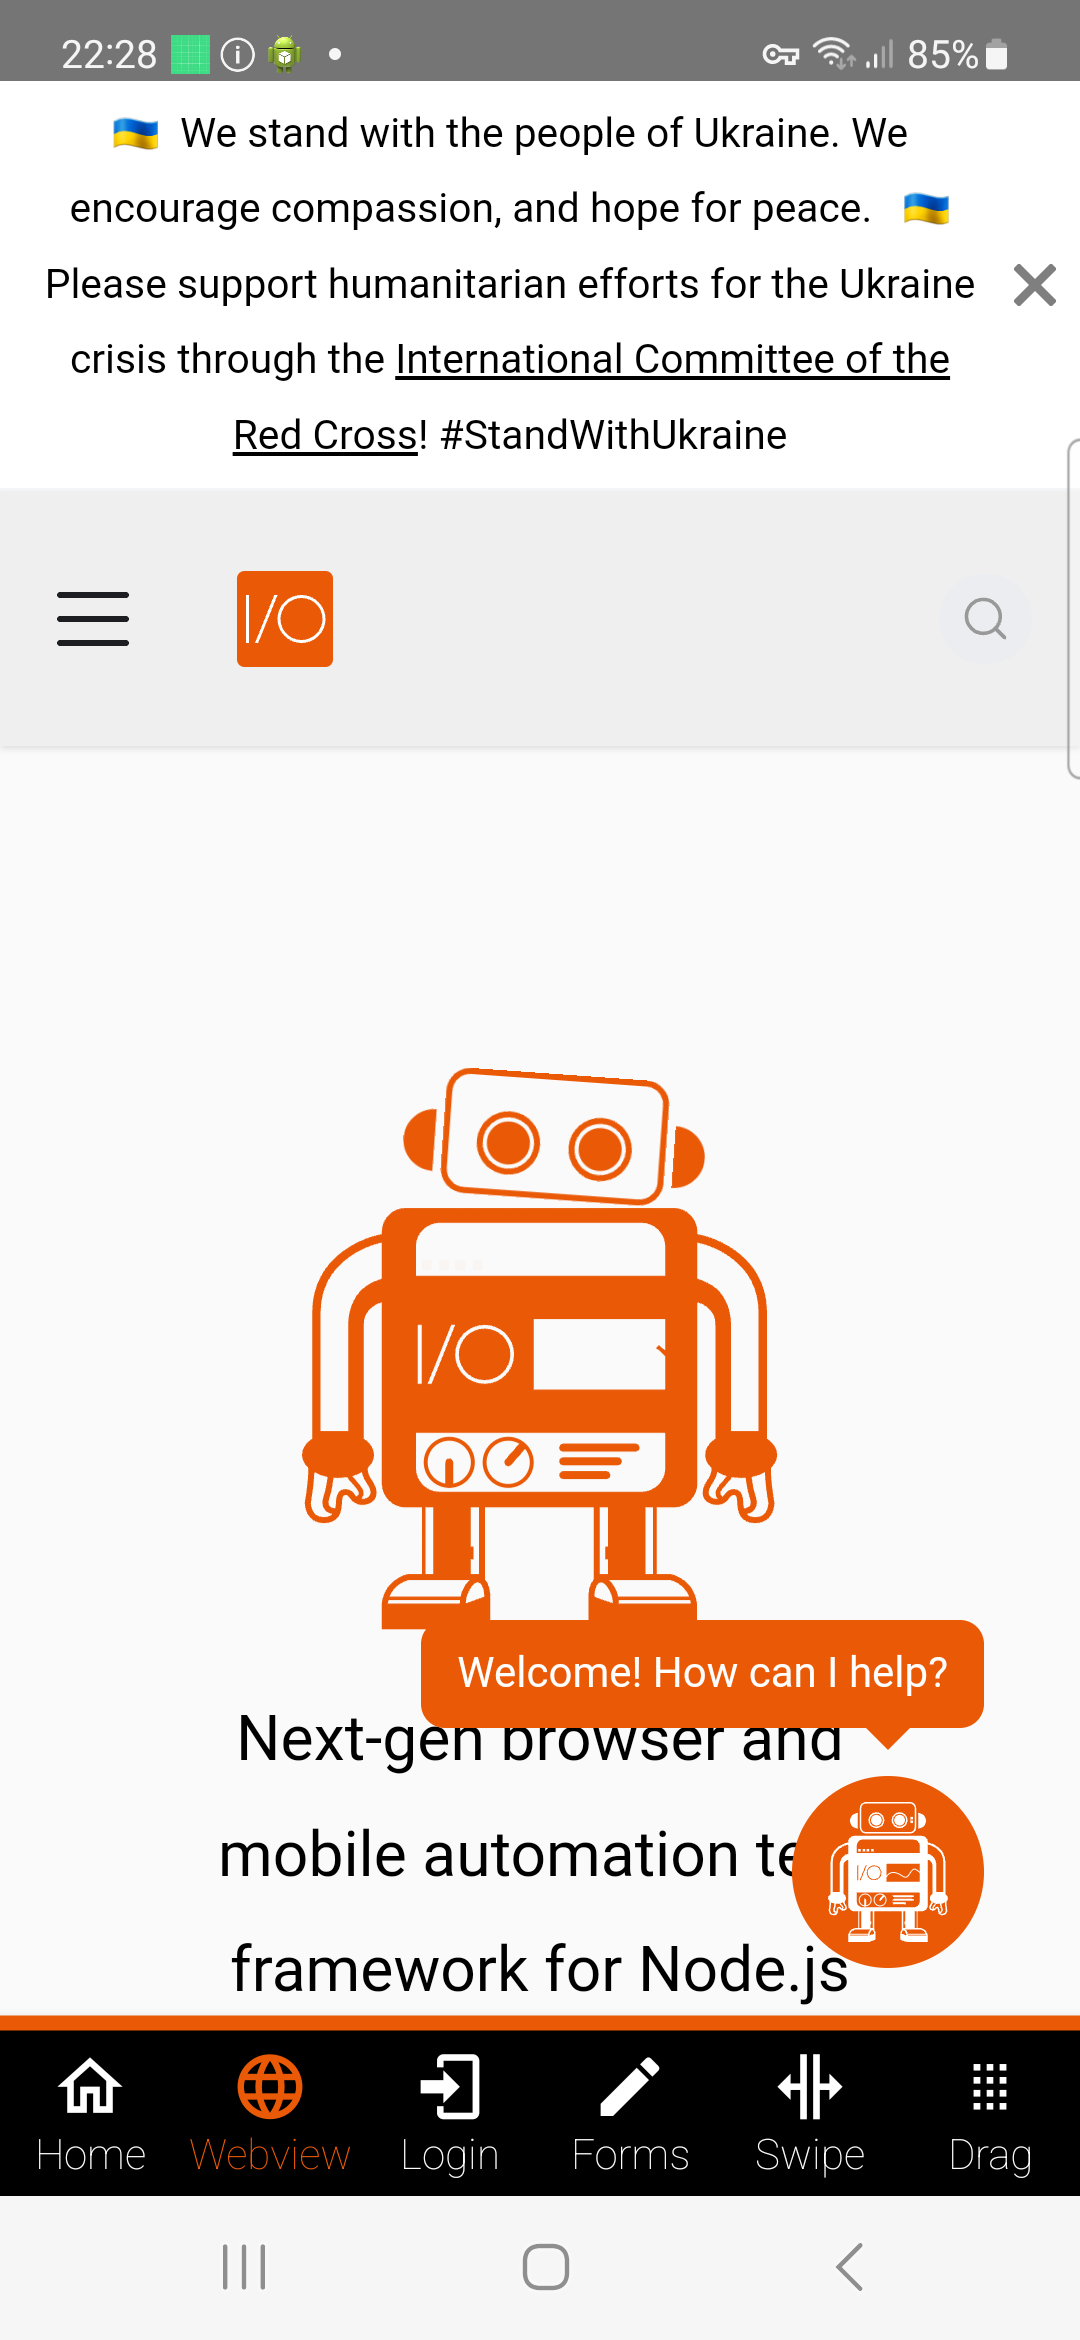 22:28
85%
🇺🇦 We stand with the people of Ukraine. We
encourage compassion, and hope for peace. 🇺🇦
Please support humanitarian efforts for the Ukraine
crisis through the International Committee of the
Red Cross! #StandWithUkraine
I/O
I/O
Welcome! How can I help?
Next-gen browser and
mobile automation te
I/O
framework for Node.js
Home Webview Login Forms Swipe Drag